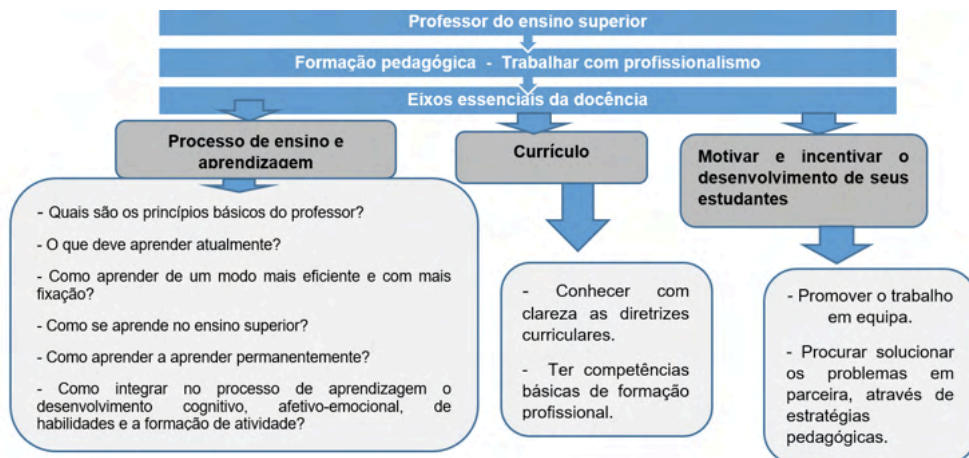 Professor do ensino superior
Formação pedagógica - Trabalhar com profissionalismo
Eixos essenciais da docência
Processo de ensino e
aprendizagem
- Quais são os princípios básicos do professor?
- O que deve aprender atualmente?
- Como aprender de um modo mais eficiente e com mais
fixação?
- Como se aprende no ensino superior?
- Como aprender a aprender permanentemente?
- Como integrar no processo de aprendizagem o
desenvolvimento cognitivo, afetivo-emocional, de
habilidades e a formação de atividade?
Currículo
- Conhecer com
clareza as diretrizes
curriculares.
- Ter competências
básicas de formação
profissional.
Motivar e incentivar o
desenvolvimento de seus
estudantes
- Promover o trabalho
em equipa.
- Procurar solucionar
os problemas em
parceira, através de
estratégias
pedagógicas.